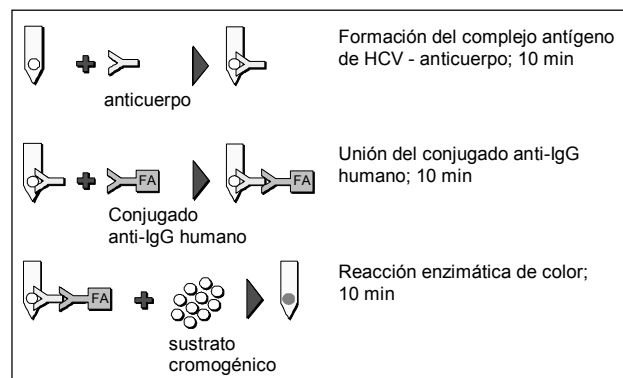 Formación del complejo antígeno
de HCV - anticuerpo; 10 min
anticuerpo
Unión del conjugado anti-IgG
humano; 10 min
FA
FA
Conjugado
anti-IgG humano
Reacción enzimática de color;
10 min
FA
sustrato
cromogénico